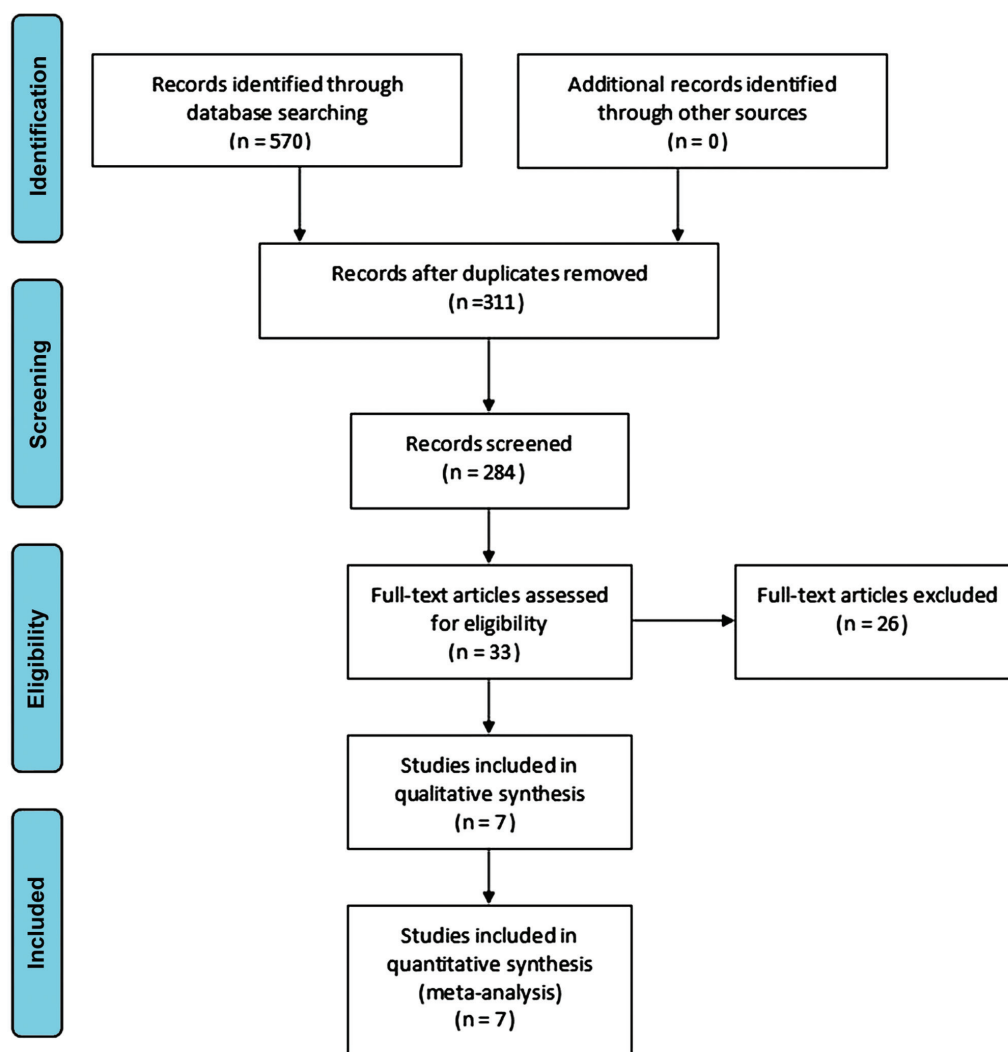 Identification
Records identified through
database searching
(n = 570)
Additional records identified
through other sources
(n = 0)
Records after duplicates removed
(n =311)
Screening
Records screened
(n = 284)
Eligibility
Full-text articles assessed
for eligibility
(n = 33)
Full-text articles excluded
(n = 26)
Studies included in
qualitative synthesis
(n = 7)
Included
Studies included in
quantitative synthesis
(meta-analysis)
(n = 7)